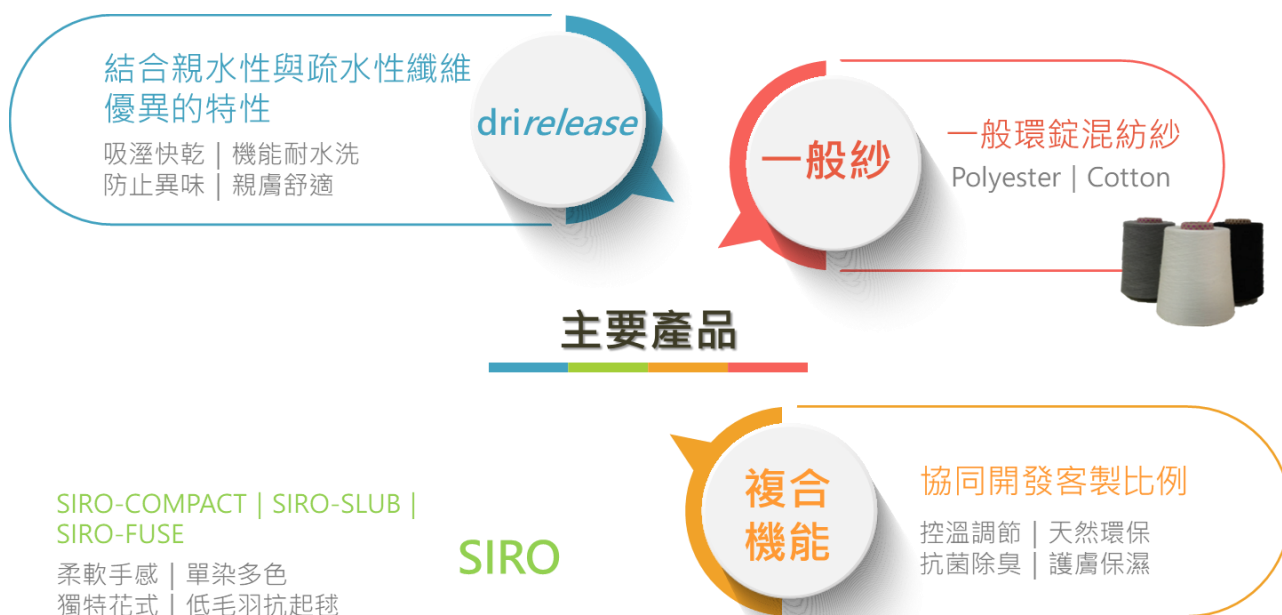 結合親水性與疏水性纖維
優異的特性
吸溼快乾 | 機能耐水洗
防止異味 | 親膚舒適
drirelease
一般紗
一般環錠混紡紗
Polyester | Cotton
主要產品
SIRO-COMPACT | SIRO-SLUB |
SIRO-FUSE
柔軟手感 | 單染多色
獨特花式 | 低毛羽抗起毬
SIRO
複合
機能
協同開發客製比例
控溫調節 | 天然環保
抗菌除臭 | 護膚保濕